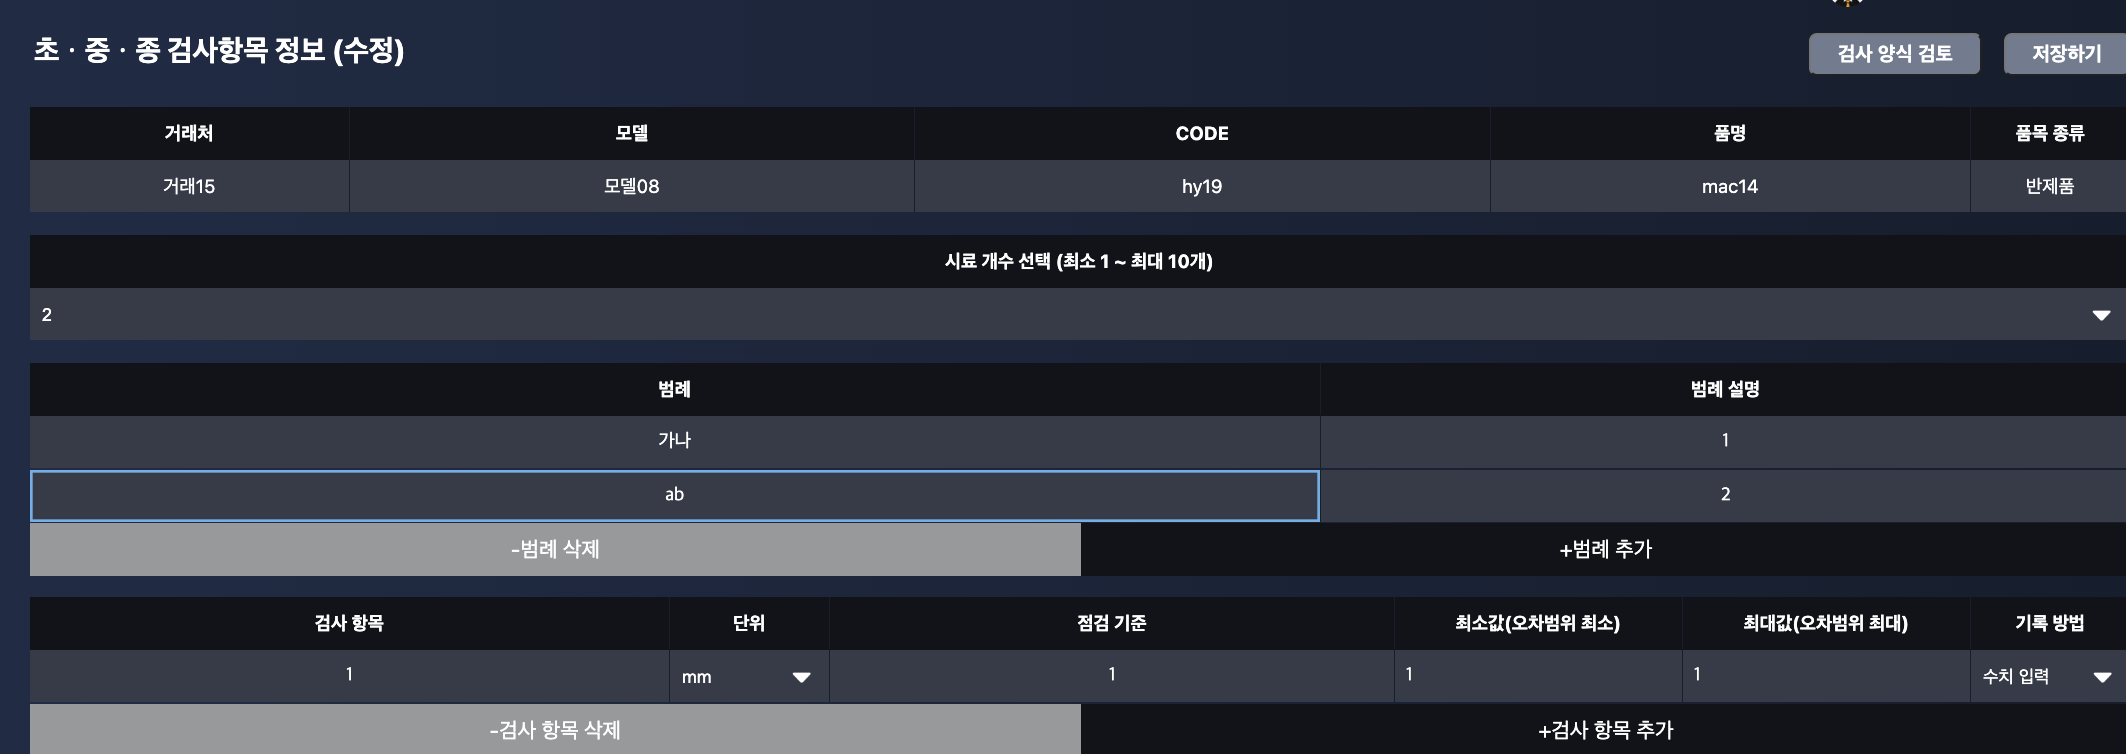 초 · 중 · 종 검사항목 정보 (수정)
검사 양식 검토 저장하기
거래처 모델 CODE 품명 품목 종류
거래15 모델08 hy19 mac14 반제품
시료 개수 선택 (최소 1 ~ 최대 10개)
2
범례 범례 설명
가나 1
ab 2
-범례 삭제 +범례 추가
검사 항목 단위 점검 기준 최소값(오차범위 최소) 최대값(오차범위 최대) 기록 방법
1 mm 1 1 1 수치 입력
-검사 항목 삭제 +검사 항목 추가